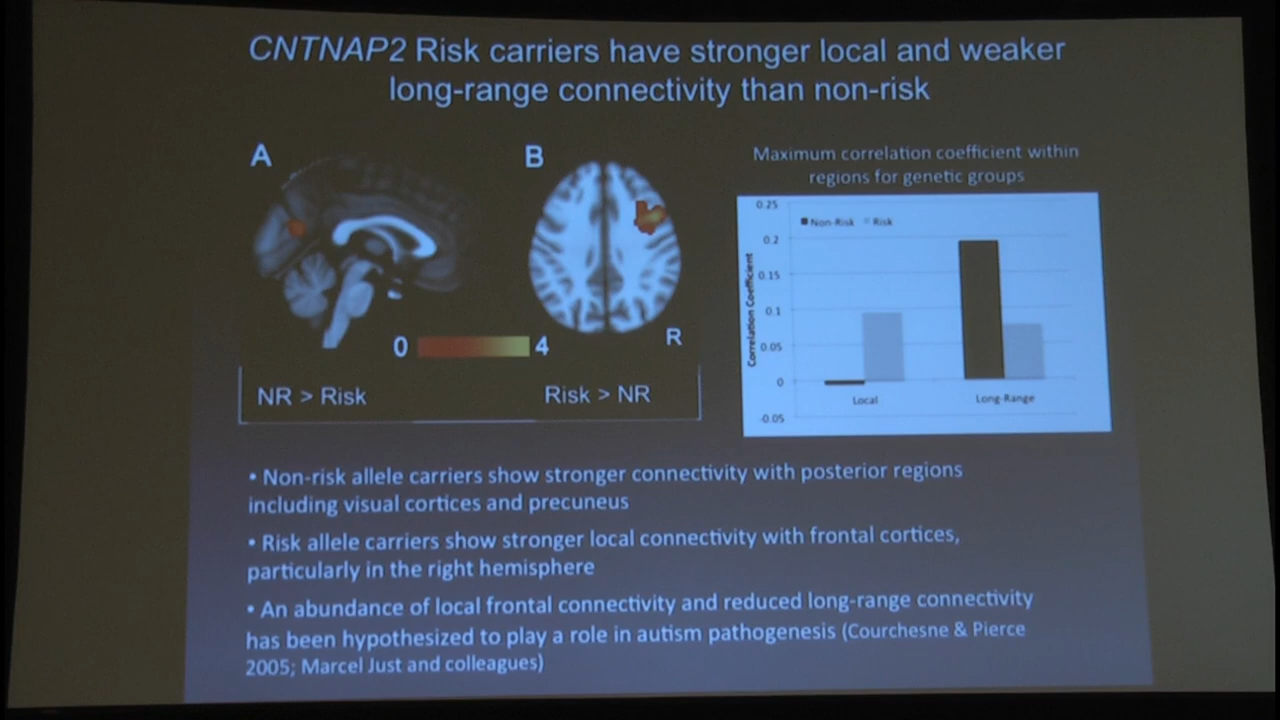 CNTNAP2 Risk carriers have stronger local and weaker
long-range connectivity than non-risk
A
B
R
0
4
NR > Risk
Risk > NR
Maximum correlation coefficient within
regions for genetic groups
Non-Risk
Risk
Correlation Coefficient
0.25
0.2
0.15
0.1
0.05
0
-0.05
Local
Long-Range
• Non-risk allele carriers show stronger connectivity with posterior regions
including visual cortices and precuneus
• Risk allele carriers show stronger local connectivity with frontal cortices,
particularly in the right hemisphere
• An abundance of local frontal connectivity and reduced long-range connectivity
has been hypothesized to play a role in autism pathogenesis (Courchesne & Pierce
2005; Marcel Just and colleagues)